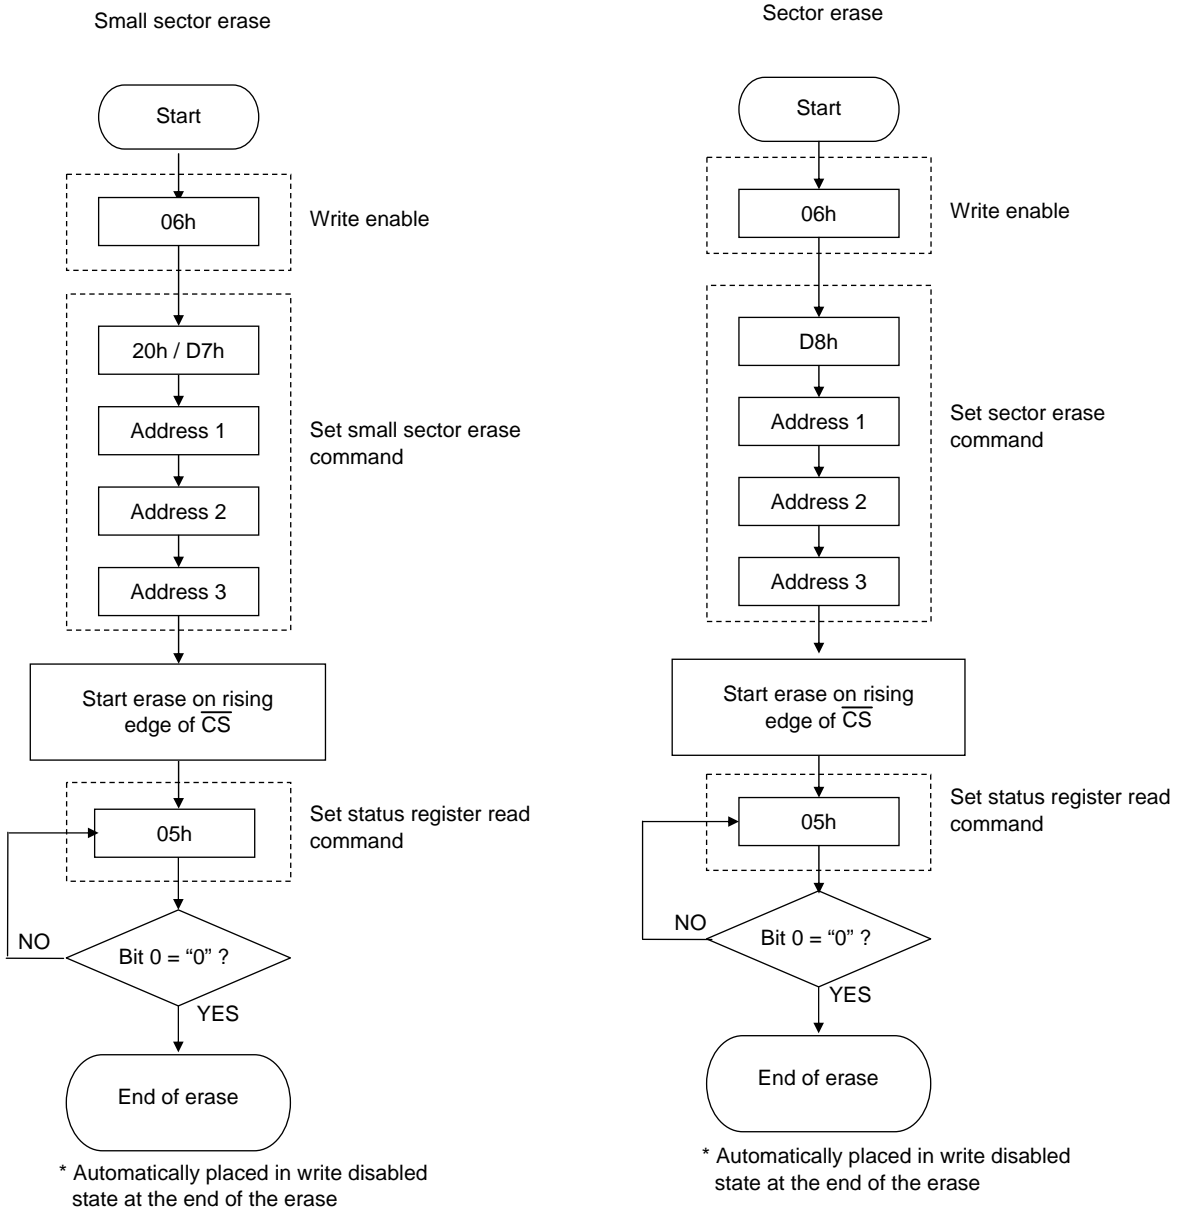 Small sector erase
Start
06h
Write enable
20h / D7h
Address 1
Set small sector erase
command
Address 2
Address 3
Start erase on rising
edge of C̅S̅
Set status register read
command
05h
NO
Bit 0 = “0” ?
YES
End of erase
* Automatically placed in write disabled
state at the end of the erase
Sector erase
Start
06h
Write enable
D8h
Address 1
Set sector erase
command
Address 2
Address 3
Start erase on rising
edge of C̅S̅
Set status register read
command
05h
NO
Bit 0 = “0” ?
YES
End of erase
* Automatically placed in write disabled
state at the end of the erase